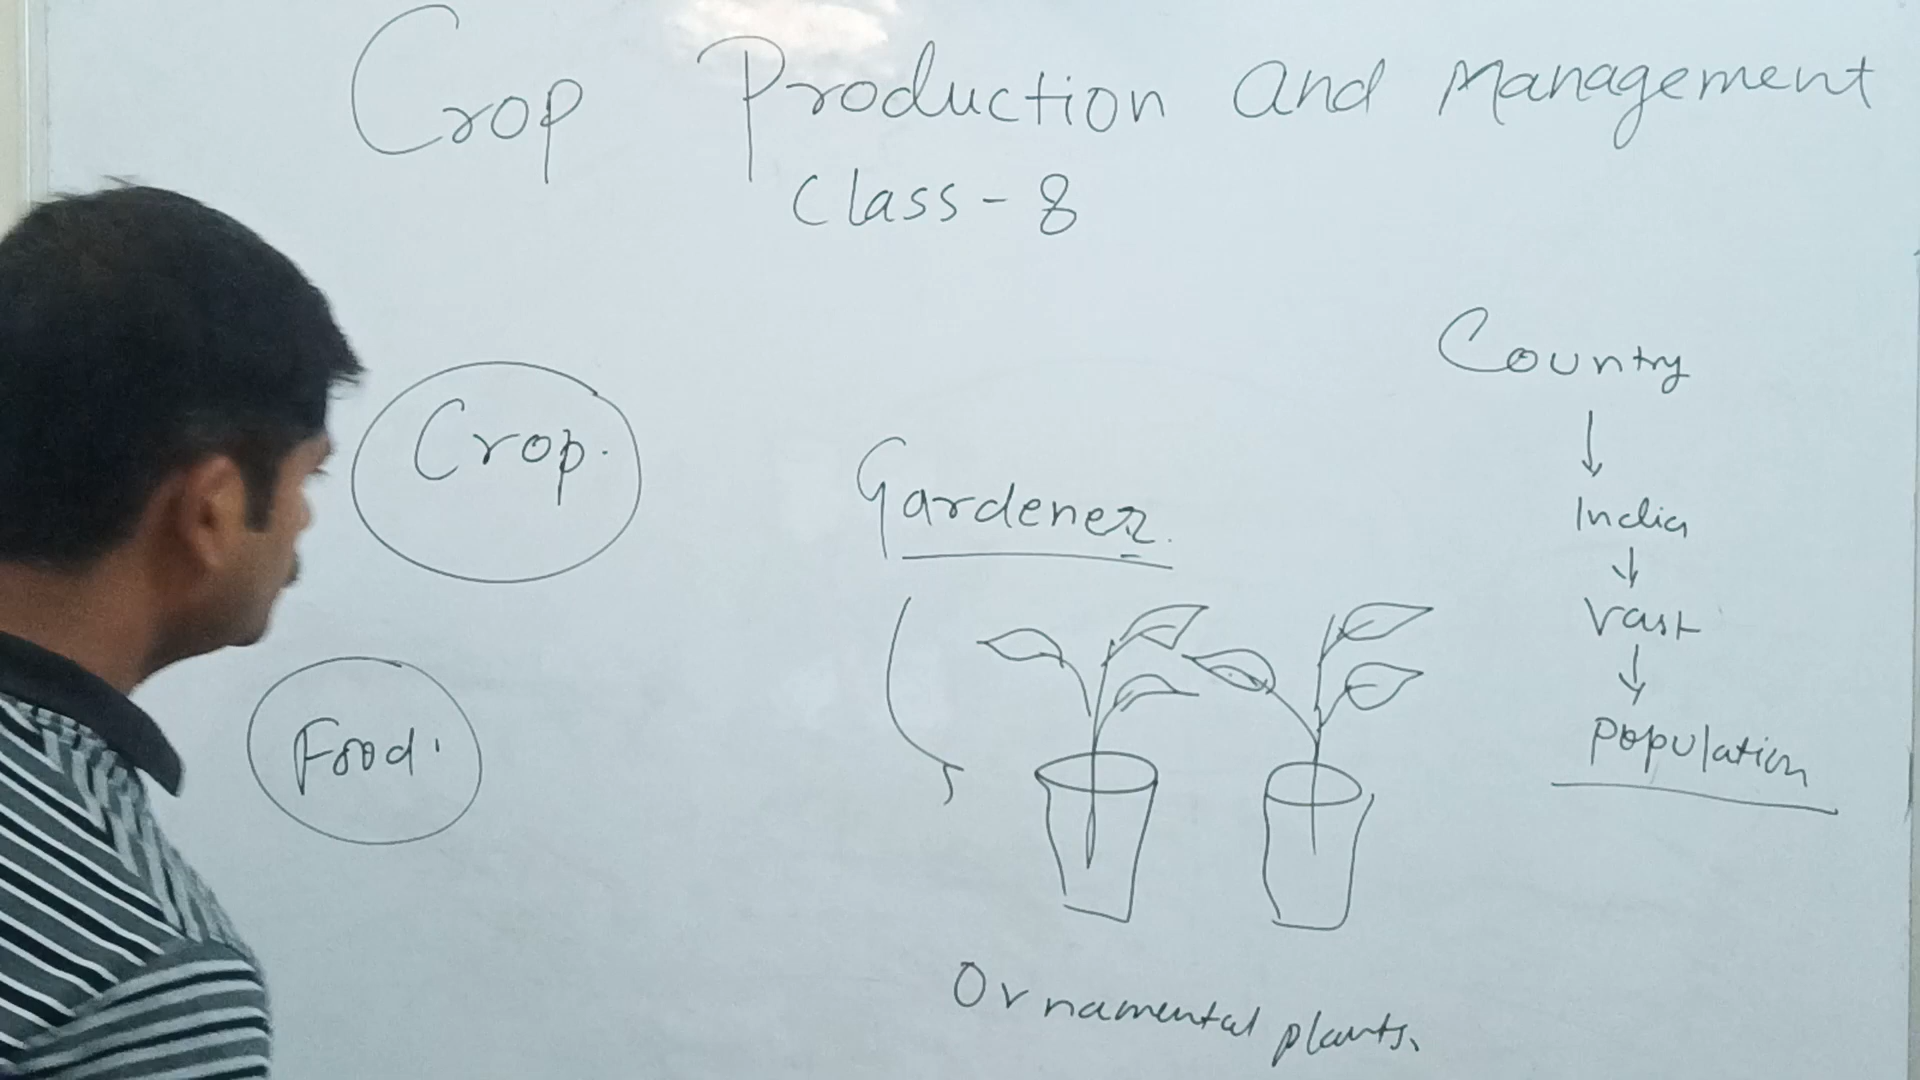 Crop Production and Management
Class - 8
Crop.
Food.
Gardener.
Ornamental plants.
Country
↓
India
↓
Vast
↓
Population